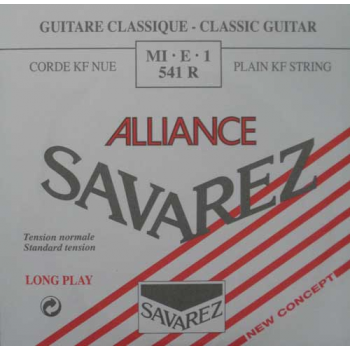 GUITARE CLASSIQUE - CLASSIC GUITAR
CORDE KF NUE
MI · E · 1
541 R
PLAIN KF STRING
ALLIANCE
SAVAREZ
Tension normale
Standard tension
LONG PLAY
SAVAREZ
NEW CONCEPT